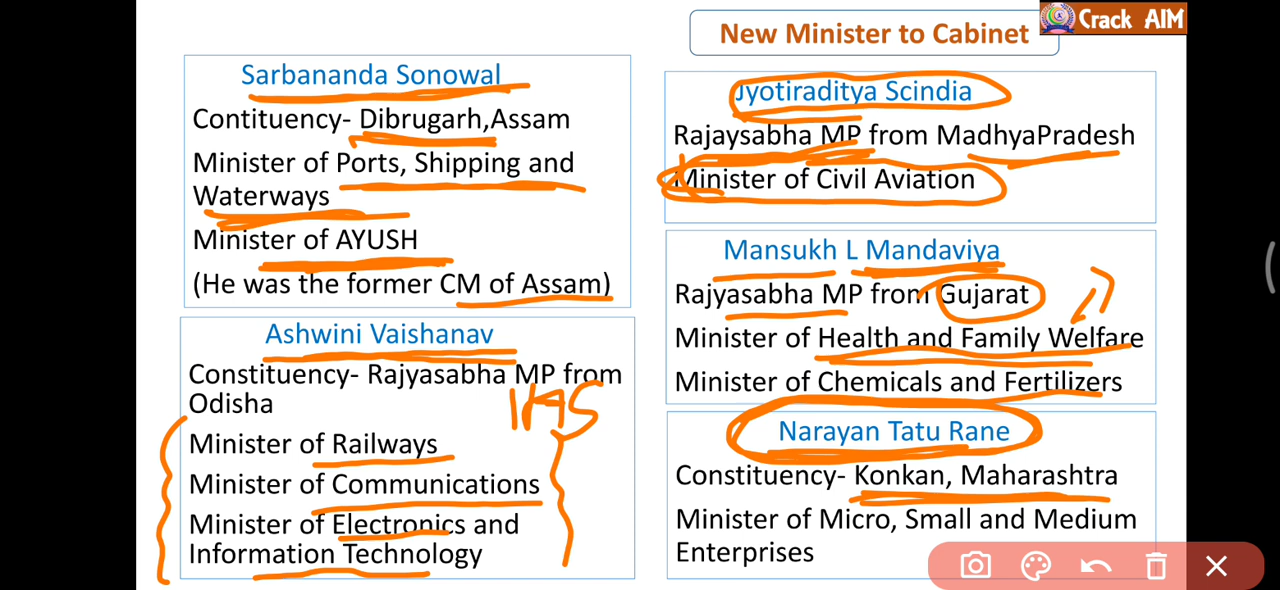 Crack AIM
New Minister to Cabinet
Sarbananda Sonowal
Contituency- Dibrugarh,Assam
Minister of Ports, Shipping and
Waterways
Minister of AYUSH
(He was the former CM of Assam)
Ashwini Vaishanav
Constituency- Rajyasabha MP from
Odisha
IAS
Minister of Railways
Minister of Communications
Minister of Electronics and
Information Technology
Jyotiraditya Scindia
Rajaysabha MP from MadhyaPradesh
Minister of Civil Aviation
Mansukh L Mandaviya
Rajyasabha MP from Gujarat
Minister of Health and Family Welfare
Minister of Chemicals and Fertilizers
Narayan Tatu Rane
Constituency- Konkan, Maharashtra
Minister of Micro, Small and Medium
Enterprises